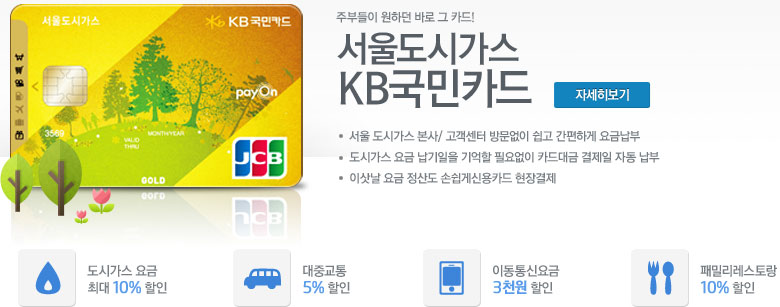 주부들이 원하던 바로 그 카드!
서울도시가스
KB국민카드
자세히보기
• 서울 도시가스 본사/ 고객센터 방문없이 쉽고 간편하게 요금납부
• 도시가스 요금 납기일을 기억할 필요없이 카드대금 결제일 자동 납부
• 이삿날 요금 정산도 손쉽게신용카드 현장결제
서울도시가스
KB국민카드
payOn
3569
MONTH/YEAR
VALID
THRU
JCB
GOLD
도시가스 요금
최대 10% 할인
대중교통
5% 할인
이동통신요금
3천원 할인
패밀리레스토랑
10% 할인